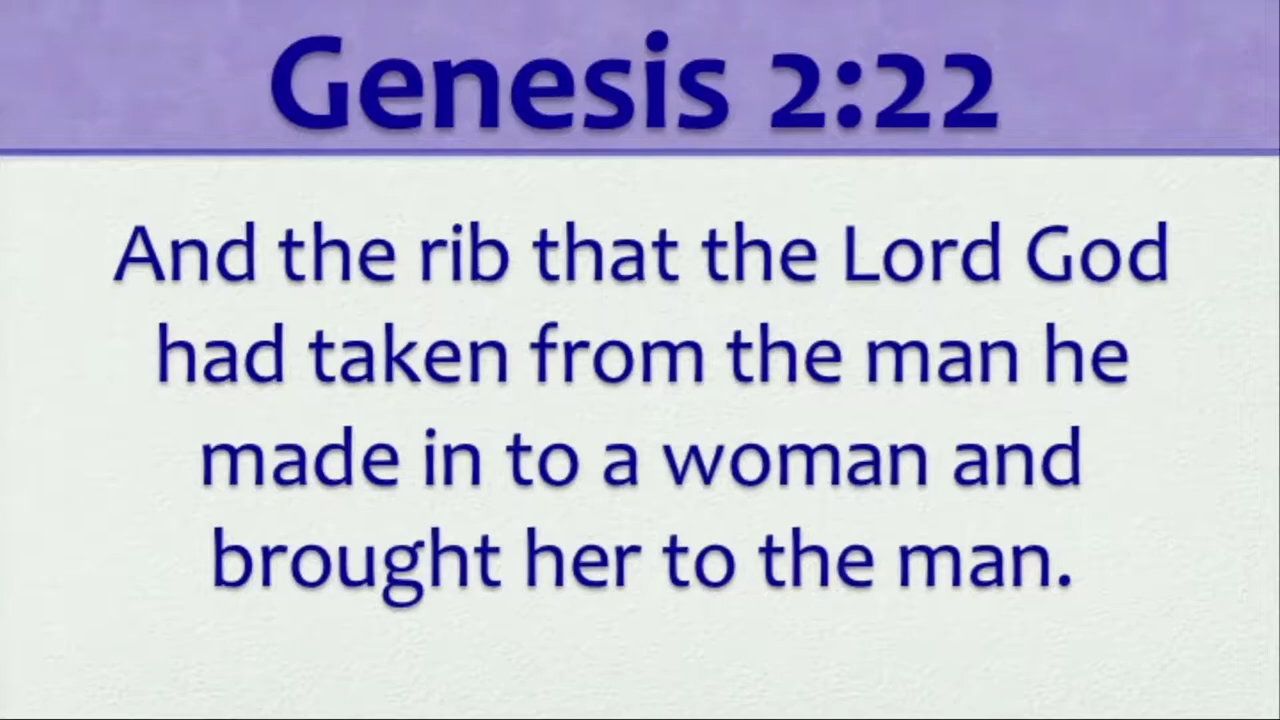 Genesis 2:22
And the rib that the Lord God
had taken from the man he
made in to a woman and
brought her to the man.